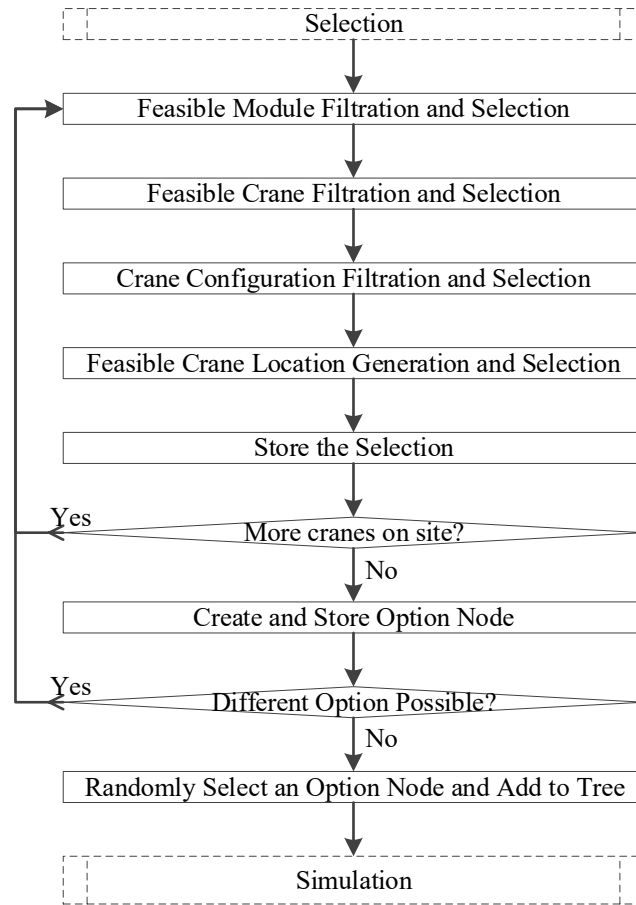 Selection
Feasible Module Filtration and Selection
Feasible Crane Filtration and Selection
Crane Configuration Filtration and Selection
Feasible Crane Location Generation and Selection
Store the Selection
Yes
More cranes on site?
No
Create and Store Option Node
Yes
Different Option Possible?
No
Randomly Select an Option Node and Add to Tree
Simulation